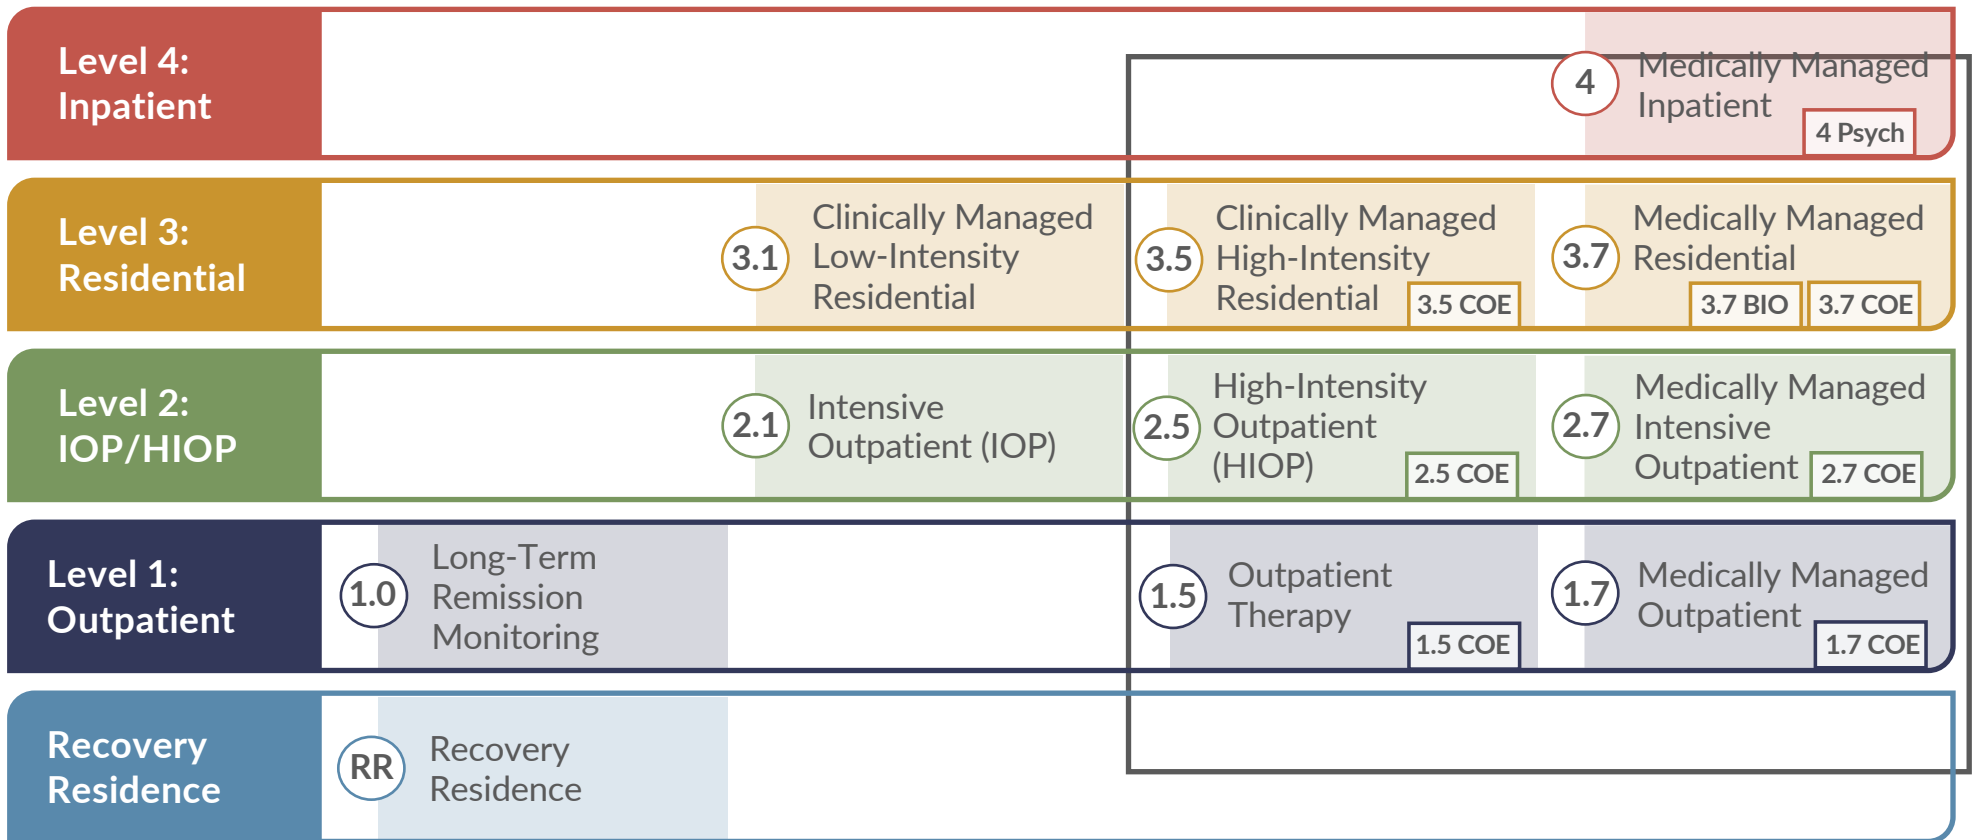 Level 4:
Inpatient
4
Medically Managed
Inpatient
4 Psych
Level 3:
Residential
3.1
Clinically Managed
Low-Intensity
Residential
3.5
Clinically Managed
High-Intensity
Residential
3.5 COE
3.7
Medically Managed
Residential
3.7 BIO
3.7 COE
Level 2:
IOP/HIOP
2.1
Intensive
Outpatient (IOP)
2.5
High-Intensity
Outpatient
(HIOP)
2.5 COE
2.7
Medically Managed
Intensive
Outpatient
2.7 COE
Level 1:
Outpatient
1.0
Long-Term
Remission
Monitoring
1.5
Outpatient
Therapy
1.5 COE
1.7
Medically Managed
Outpatient
1.7 COE
Recovery
Residence
RR
Recovery
Residence